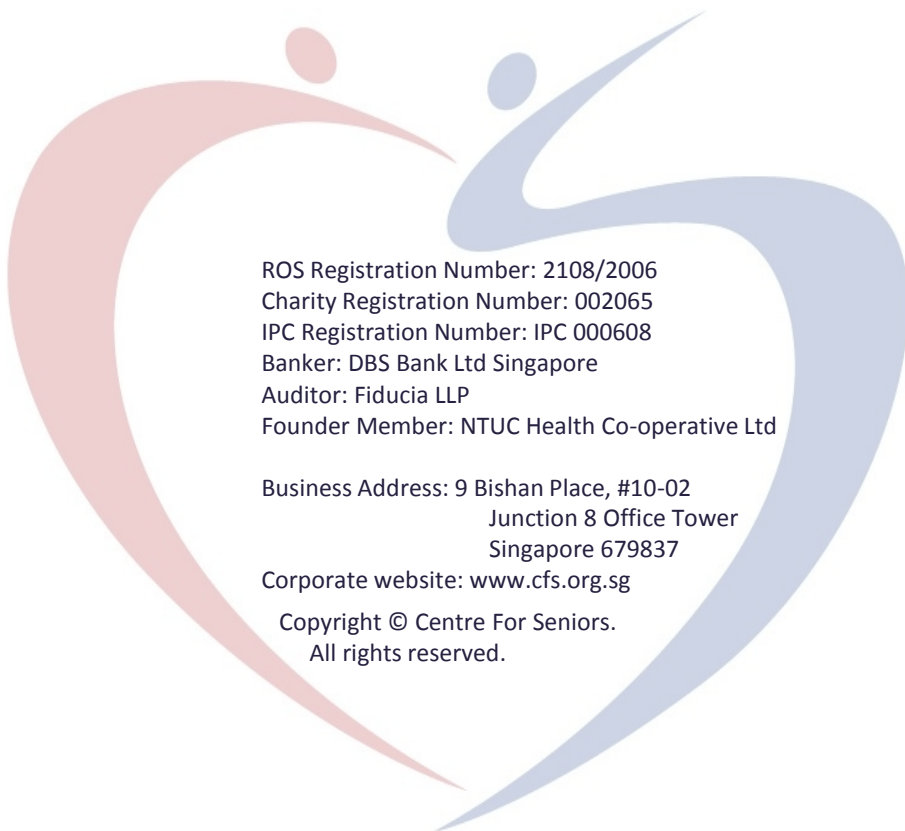 ROS Registration Number: 2108/2006
Charity Registration Number: 002065
IPC Registration Number: IPC 000608
Banker: DBS Bank Ltd Singapore
Auditor: Fiducia LLP
Founder Member: NTUC Health Co-operative Ltd
Business Address: 9 Bishan Place, #10-02
Junction 8 Office Tower
Singapore 679837
Corporate website: www.cfs.org.sg
Copyright © Centre For Seniors.
All rights reserved.